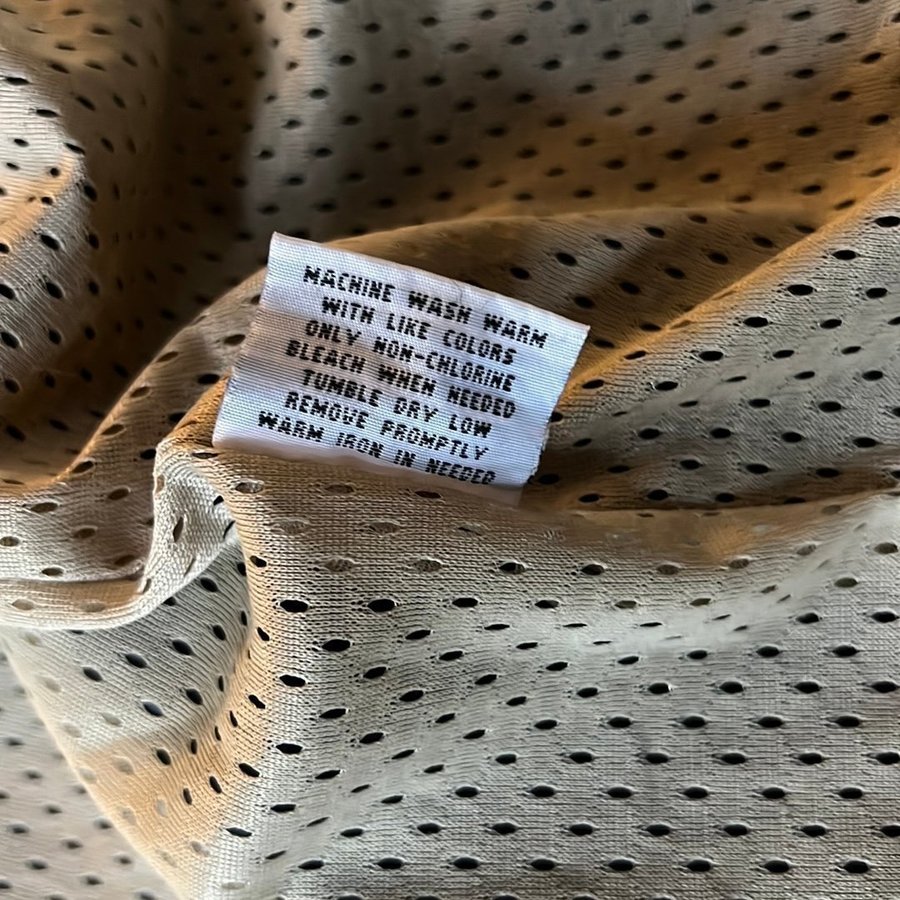 MACHINE WASH WARM
WITH LIKE COLORS
ONLY NON-CHLORINE
BLEACH WHEN NEEDED
TUMBLE DRY LOW
REMOVE PROMPTLY
WARM IRON IN NEEDED